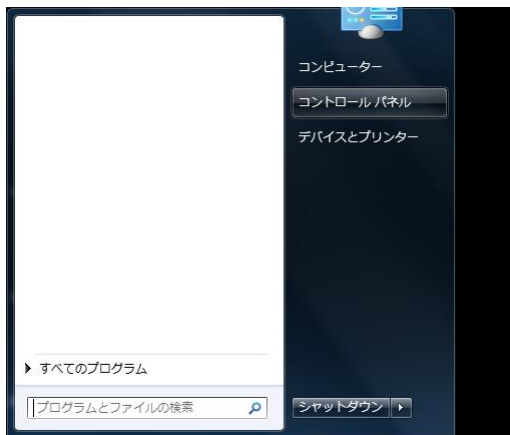 コンピューター
コントロール パネル
デバイスとプリンター
すべてのプログラム
プログラムとファイルの検索
シャットダウン